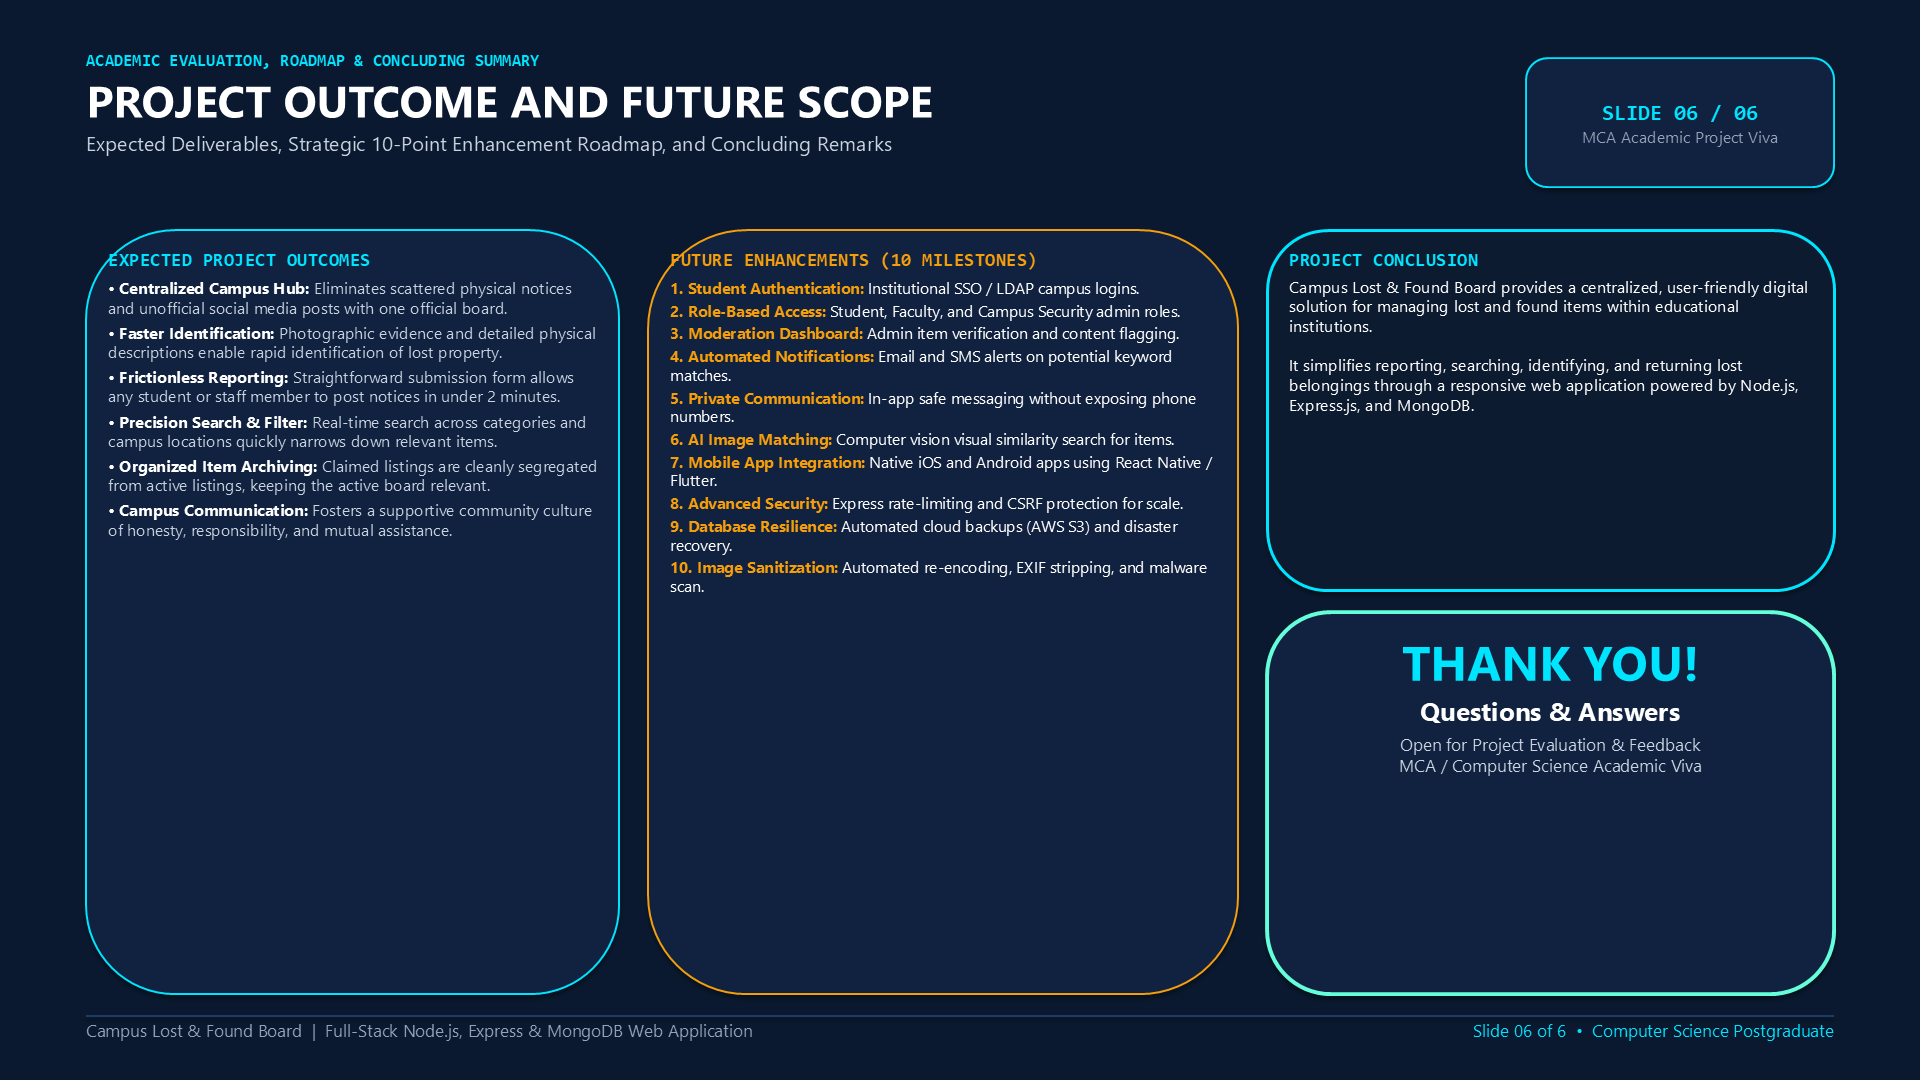 ACADEMIC EVALUATION, ROADMAP & CONCLUDING SUMMARY
PROJECT OUTCOME AND FUTURE SCOPE
Expected Deliverables, Strategic 10-Point Enhancement Roadmap, and Concluding Remarks
SLIDE 06 / 06
MCA Academic Project Viva
EXPECTED PROJECT OUTCOMES
• Centralized Campus Hub: Eliminates scattered physical notices
and unofficial social media posts with one official board.
• Faster Identification: Photographic evidence and detailed physical
descriptions enable rapid identification of lost property.
• Frictionless Reporting: Straightforward submission form allows
any student or staff member to post notices in under 2 minutes.
• Precision Search & Filter: Real-time search across categories and
campus locations quickly narrows down relevant items.
• Organized Item Archiving: Claimed listings are cleanly segregated
from active listings, keeping the active board relevant.
• Campus Communication: Fosters a supportive community culture
of honesty, responsibility, and mutual assistance.
FUTURE ENHANCEMENTS (10 MILESTONES)
1. Student Authentication: Institutional SSO / LDAP campus logins.
2. Role-Based Access: Student, Faculty, and Campus Security admin roles.
3. Moderation Dashboard: Admin item verification and content flagging.
4. Automated Notifications: Email and SMS alerts on potential keyword
matches.
5. Private Communication: In-app safe messaging without exposing phone
numbers.
6. AI Image Matching: Computer vision visual similarity search for items.
7. Mobile App Integration: Native iOS and Android apps using React Native /
Flutter.
8. Advanced Security: Express rate-limiting and CSRF protection for scale.
9. Database Resilience: Automated cloud backups (AWS S3) and disaster
recovery.
10. Image Sanitization: Automated re-encoding, EXIF stripping, and malware
scan.
PROJECT CONCLUSION
Campus Lost & Found Board provides a centralized, user-friendly digital
solution for managing lost and found items within educational
institutions.
It simplifies reporting, searching, identifying, and returning lost
belongings through a responsive web application powered by Node.js,
Express.js, and MongoDB.
THANK YOU!
Questions & Answers
Open for Project Evaluation & Feedback
MCA / Computer Science Academic Viva
Campus Lost & Found Board | Full-Stack Node.js, Express & MongoDB Web Application
Slide 06 of 6 • Computer Science Postgraduate